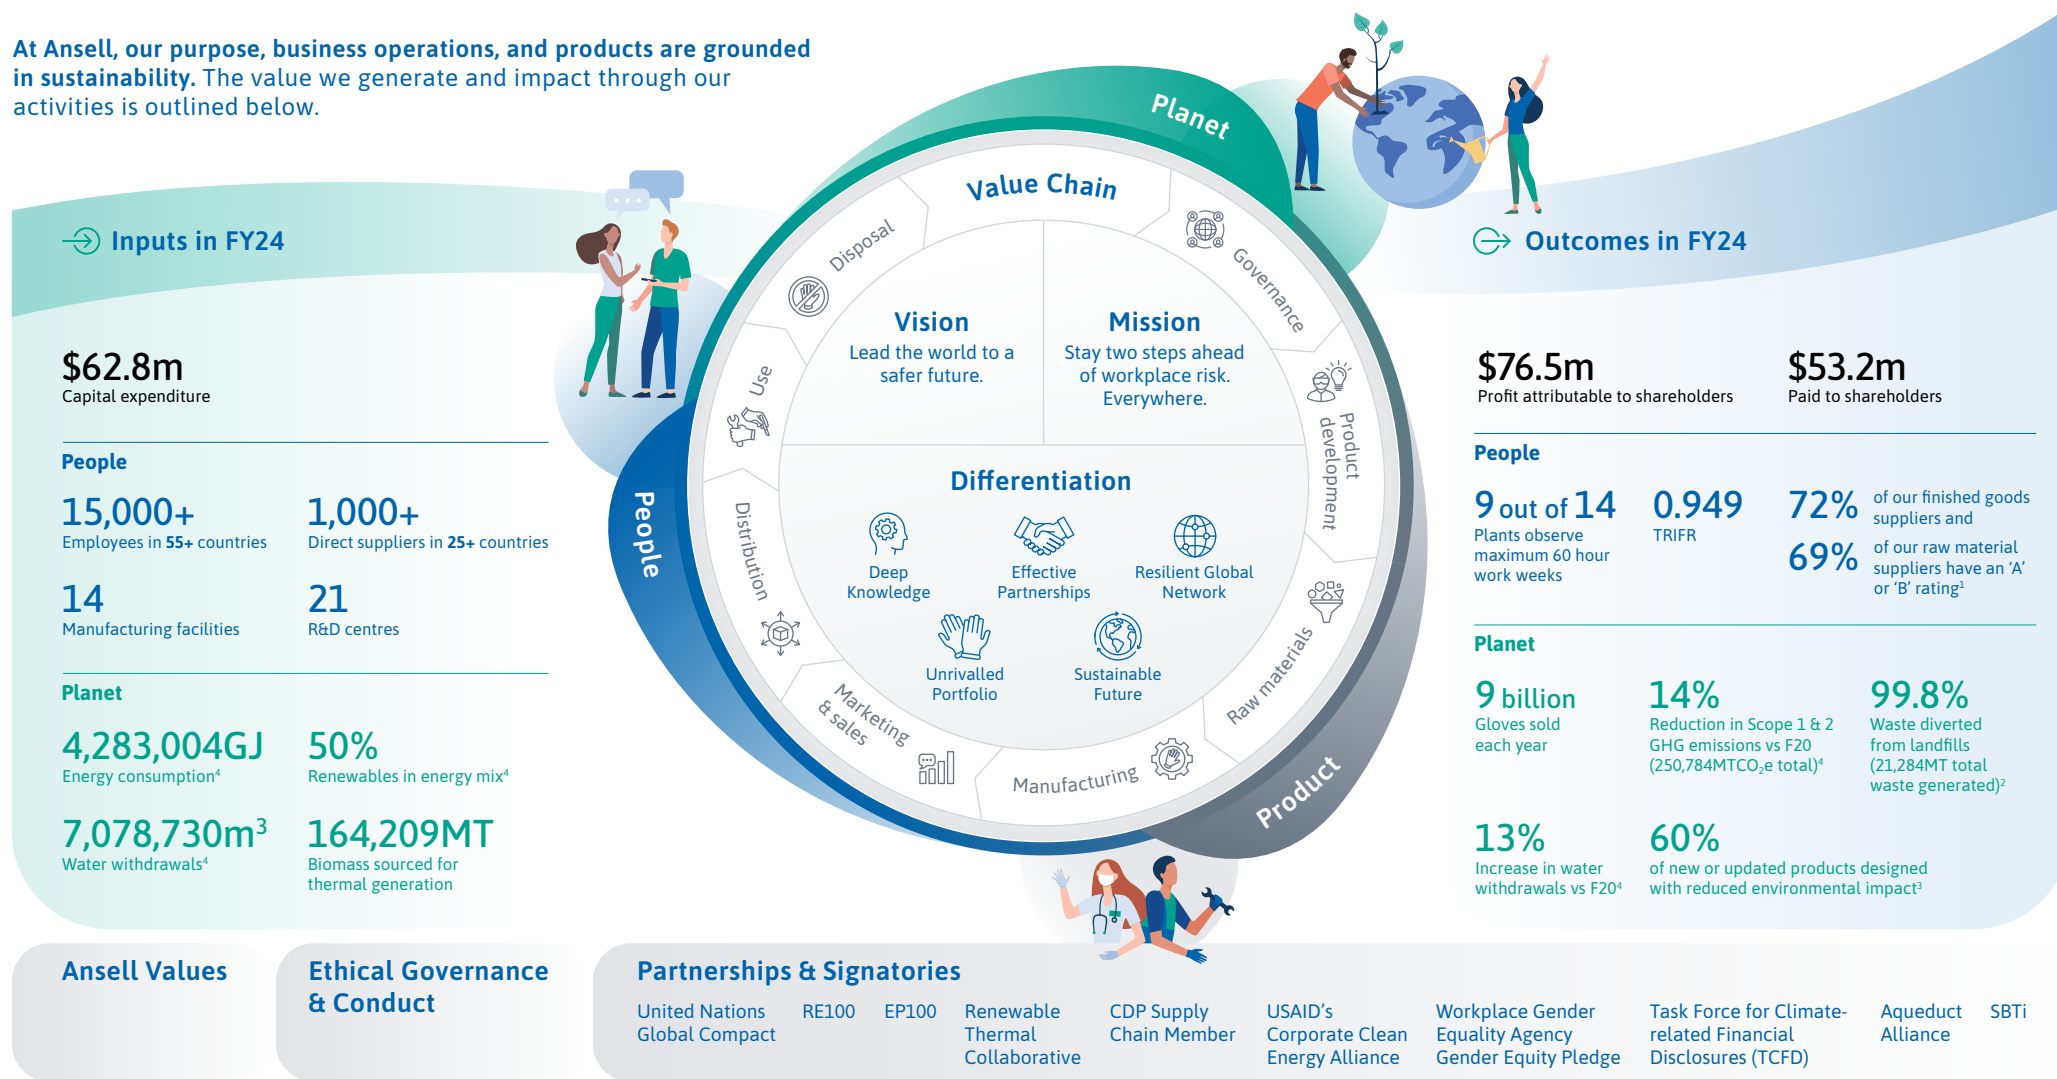 At Ansell, our purpose, business operations, and products are grounded
in sustainability. The value we generate and impact through our
activities is outlined below.
Inputs in FY24
$62.8m
Capital expenditure
People
15,000+
Employees in 55+ countries
1,000+
Direct suppliers in 25+ countries
14
Manufacturing facilities
21
R&D centres
Planet
4,283,004GJ
Energy consumption⁴
50%
Renewables in energy mix⁴
7,078,730m³
Water withdrawals⁴
164,209MT
Biomass sourced for
thermal generation
Planet
People
Product
Value Chain
Governance
Product
development
Raw materials
Manufacturing
Marketing
& sales
Distribution
Use
Disposal
Vision
Lead the world to a
safer future.
Mission
Stay two steps ahead
of workplace risk.
Everywhere.
Differentiation
Deep
Knowledge
Effective
Partnerships
Resilient Global
Network
Unrivalled
Portfolio
Sustainable
Future
Outcomes in FY24
$76.5m
Profit attributable to shareholders
$53.2m
Paid to shareholders
People
9 out of 14
Plants observe
maximum 60 hour
work weeks
0.949
TRIFR
72%
of our finished goods
suppliers and
69%
of our raw material
suppliers have an ‘A’
or ‘B’ rating¹
Planet
9 billion
Gloves sold
each year
14%
Reduction in Scope 1 & 2
GHG emissions vs F20
(250,784MTCO₂e total)⁴
99.8%
Waste diverted
from landfills
(21,284MT total
waste generated)²
13%
Increase in water
withdrawals vs F20⁴
60%
of new or updated products designed
with reduced environmental impact³
Ansell Values
Ethical Governance
& Conduct
Partnerships & Signatories
United Nations
Global Compact
RE100
EP100
Renewable
Thermal
Collaborative
CDP Supply
Chain Member
USAID’s
Corporate Clean
Energy Alliance
Workplace Gender
Equality Agency
Gender Equity Pledge
Task Force for Climate-
related Financial
Disclosures (TCFD)
Aqueduct
Alliance
SBTi